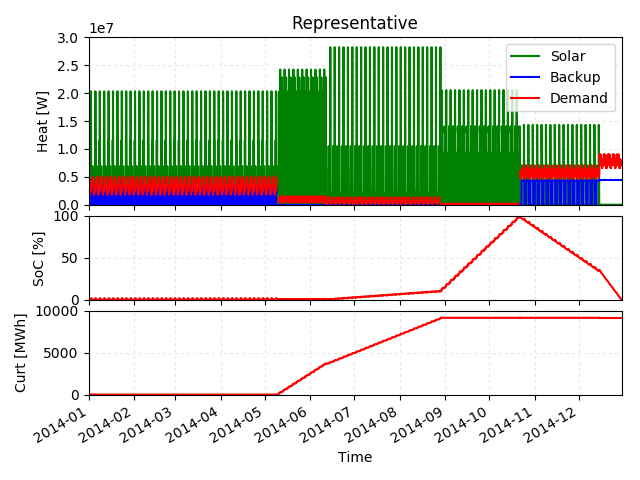 Representative
1e7
3.0
2.5
2.0
1.5
1.0
0.5
0.0
Heat [W]
Solar
Backup
Demand
100
50
0
SoC [%]
10000
5000
0
Curt [MWh]
2014-01
2014-02
2014-03
2014-04
2014-05
2014-06
2014-07
2014-08
2014-09
2014-10
2014-11
2014-12
Time